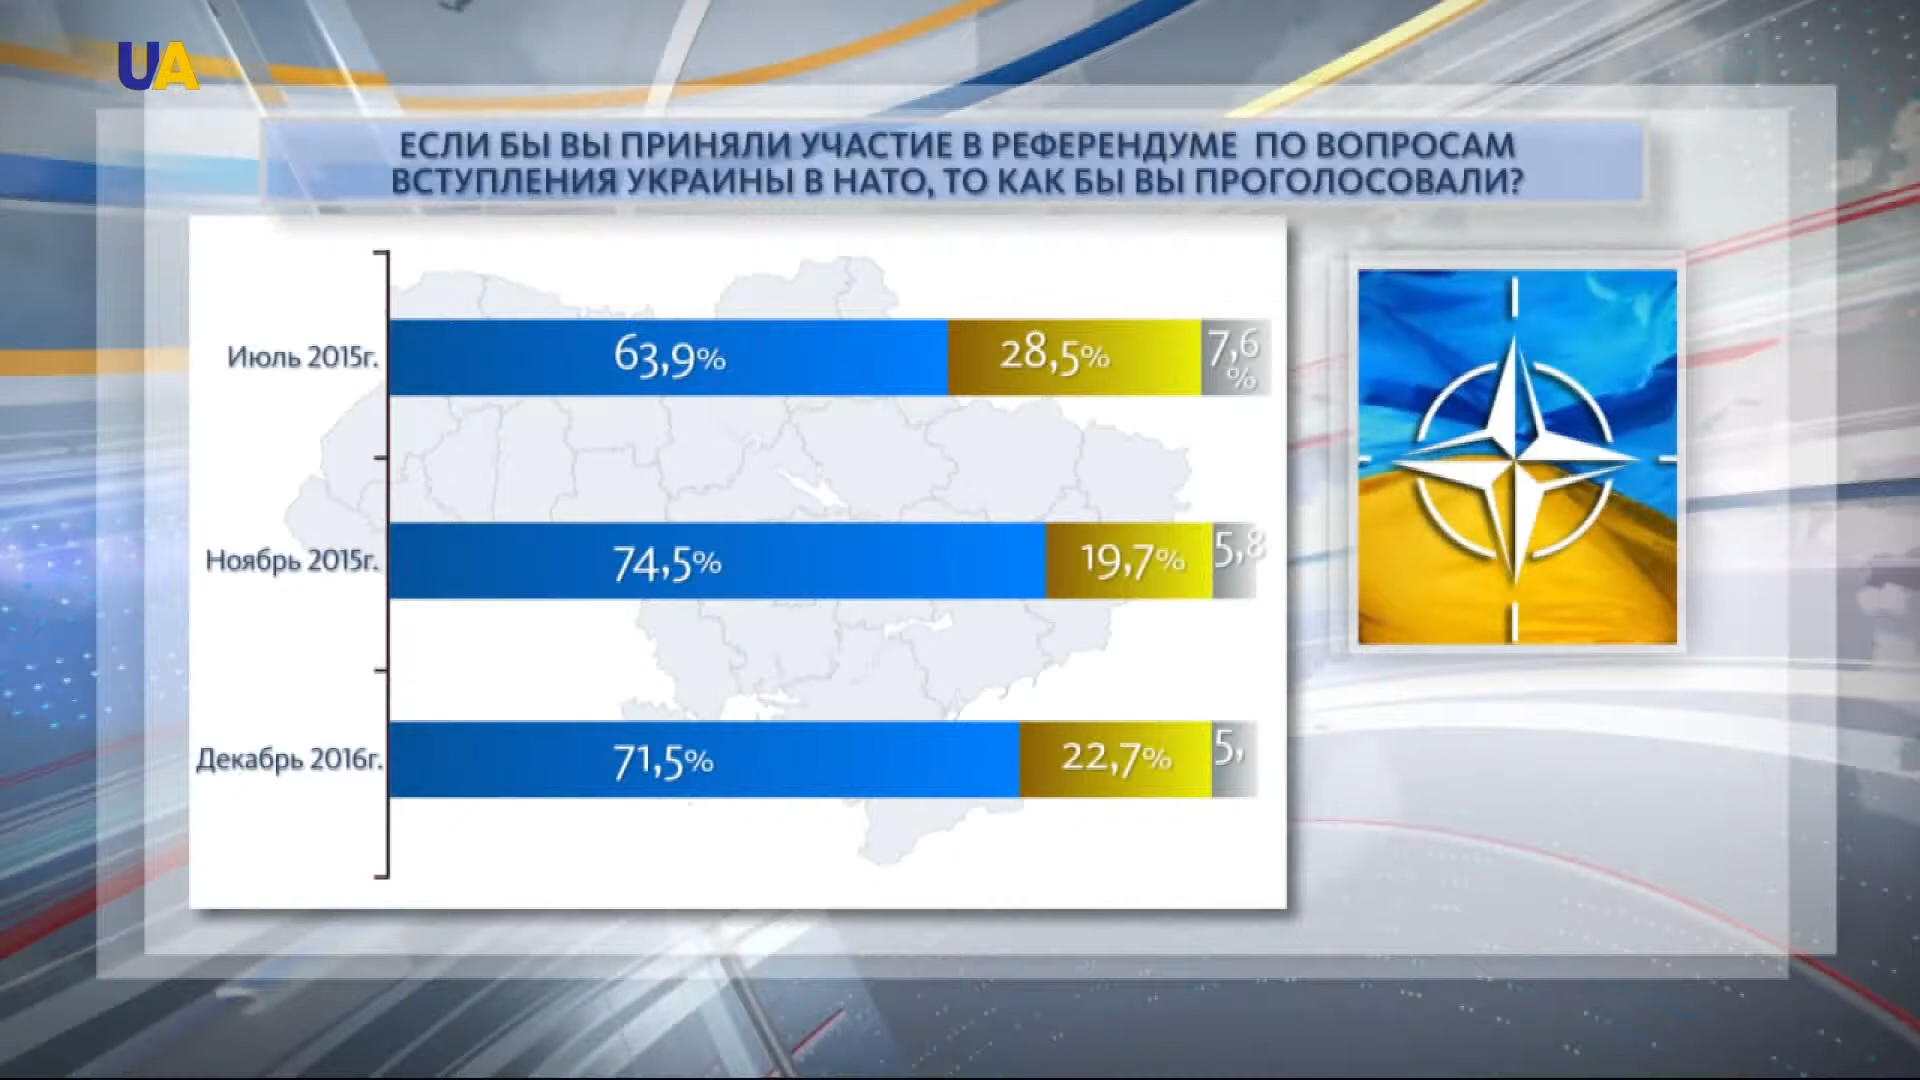 UA
ЕСЛИ БЫ ВЫ ПРИНЯЛИ УЧАСТИЕ В РЕФЕРЕНДУМЕ ПО ВОПРОСАМ
ВСТУПЛЕНИЯ УКРАИНЫ В НАТО, ТО КАК БЫ ВЫ ПРОГОЛОСОВАЛИ?
Июль 2015г. 63,9% 28,5% 7,6
%
Ноябрь 2015г. 74,5% 19,7% 5,8
Декабрь 2016г. 71,5% 22,7% 5,